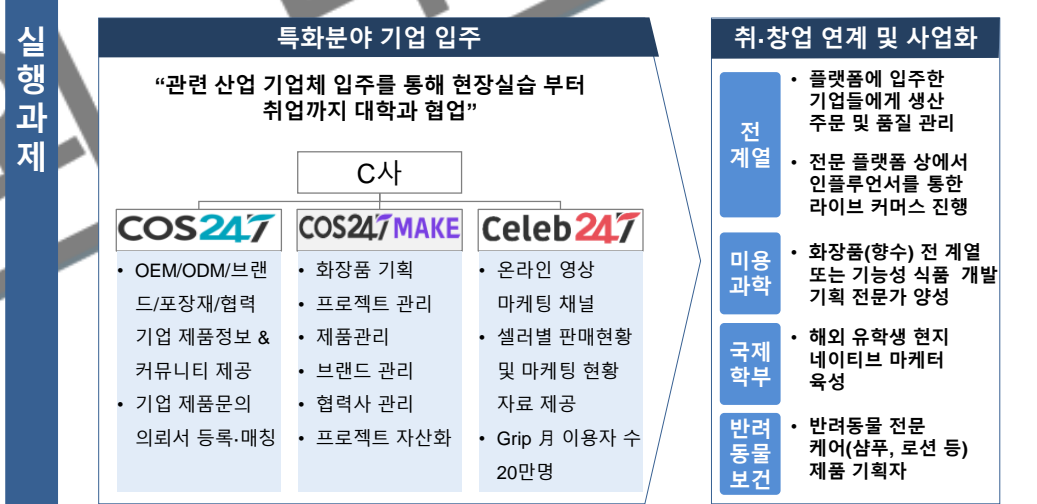 실행과제
특화분야 기업 입주
“관련 산업 기업체 입주를 통해 현장실습 부터
취업까지 대학과 협업”
C사
COS247
• OEM/ODM/브랜
드/포장재/협력
기업 제품정보 &
커뮤니티 제공
• 기업 제품문의
의뢰서 등록·매칭
COS247 MAKE
• 화장품 기획
• 프로젝트 관리
• 제품관리
• 브랜드 관리
• 협력사 관리
• 프로젝트 자산화
Celeb247
• 온라인 영상
마케팅 채널
• 셀러별 판매현황
및 마케팅 현황
자료 제공
• Grip 月 이용자 수
20만명
취·창업 연계 및 사업화
전
계열
• 플랫폼에 입주한
기업들에게 생산
주문 및 품질 관리
• 전문 플랫폼 상에서
인플루언서를 통한
라이브 커머스 진행
미용
과학
• 화장품(향수) 전 계열
또는 기능성 식품 개발
기획 전문가 양성
국제
학부
• 해외 유학생 현지
네이티브 마케터
육성
반려
동물
보건
• 반려동물 전문
케어(샴푸, 로션 등)
제품 기획자